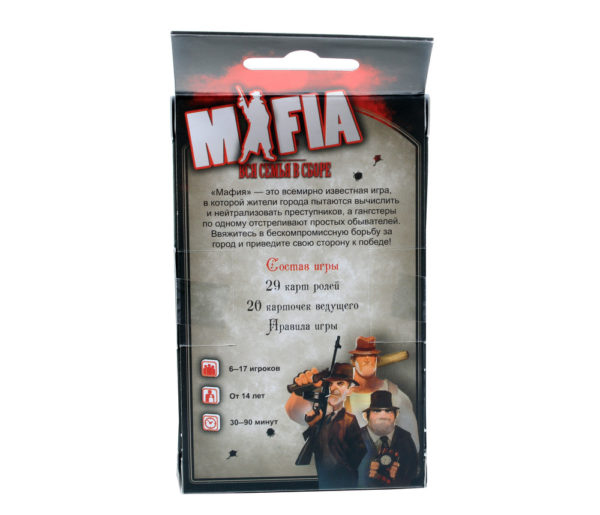 MAFIA
ВСЯ СЕМЬЯ В СБОРЕ
«Мафия» — это всемирно известная игра,
в которой жители города пытаются вычислить
и нейтрализовать преступников, а гангстеры
по одному отстреливают простых обывателей.
Ввяжитесь в бескомпромиссную борьбу за
город и приведите свою сторону к победе!
Состав игры
29 карт ролей
20 карточек ведущего
Правила игры
6–17 игроков
От 14 лет
30–90 минут